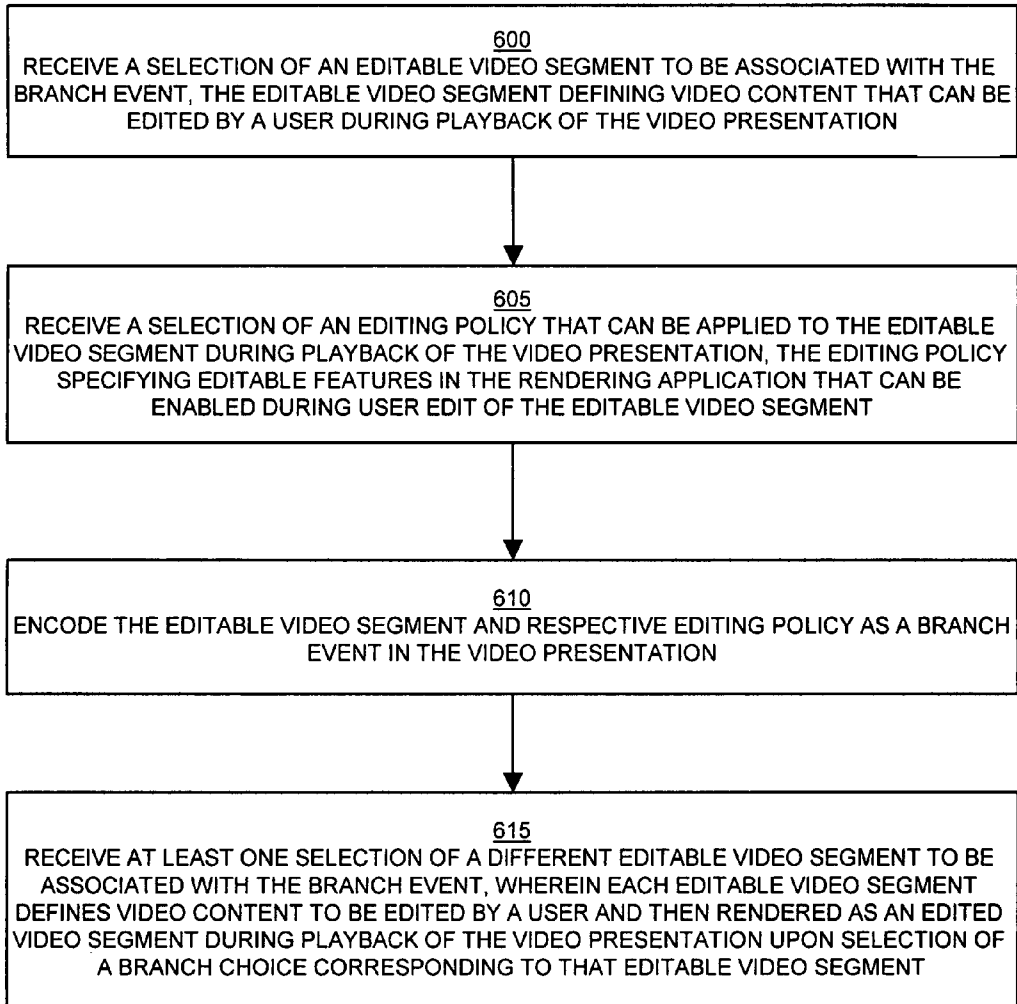 600
RECEIVE A SELECTION OF AN EDITABLE VIDEO SEGMENT TO BE ASSOCIATED WITH THE
BRANCH EVENT, THE EDITABLE VIDEO SEGMENT DEFINING VIDEO CONTENT THAT CAN BE
EDITED BY A USER DURING PLAYBACK OF THE VIDEO PRESENTATION
605
RECEIVE A SELECTION OF AN EDITING POLICY THAT CAN BE APPLIED TO THE EDITABLE
VIDEO SEGMENT DURING PLAYBACK OF THE VIDEO PRESENTATION, THE EDITING POLICY
SPECIFYING EDITABLE FEATURES IN THE RENDERING APPLICATION THAT CAN BE
ENABLED DURING USER EDIT OF THE EDITABLE VIDEO SEGMENT
610
ENCODE THE EDITABLE VIDEO SEGMENT AND RESPECTIVE EDITING POLICY AS A BRANCH
EVENT IN THE VIDEO PRESENTATION
615
RECEIVE AT LEAST ONE SELECTION OF A DIFFERENT EDITABLE VIDEO SEGMENT TO BE
ASSOCIATED WITH THE BRANCH EVENT, WHEREIN EACH EDITABLE VIDEO SEGMENT
DEFINES VIDEO CONTENT TO BE EDITED BY A USER AND THEN RENDERED AS AN EDITED
VIDEO SEGMENT DURING PLAYBACK OF THE VIDEO PRESENTATION UPON SELECTION OF
A BRANCH CHOICE CORRESPONDING TO THAT EDITABLE VIDEO SEGMENT